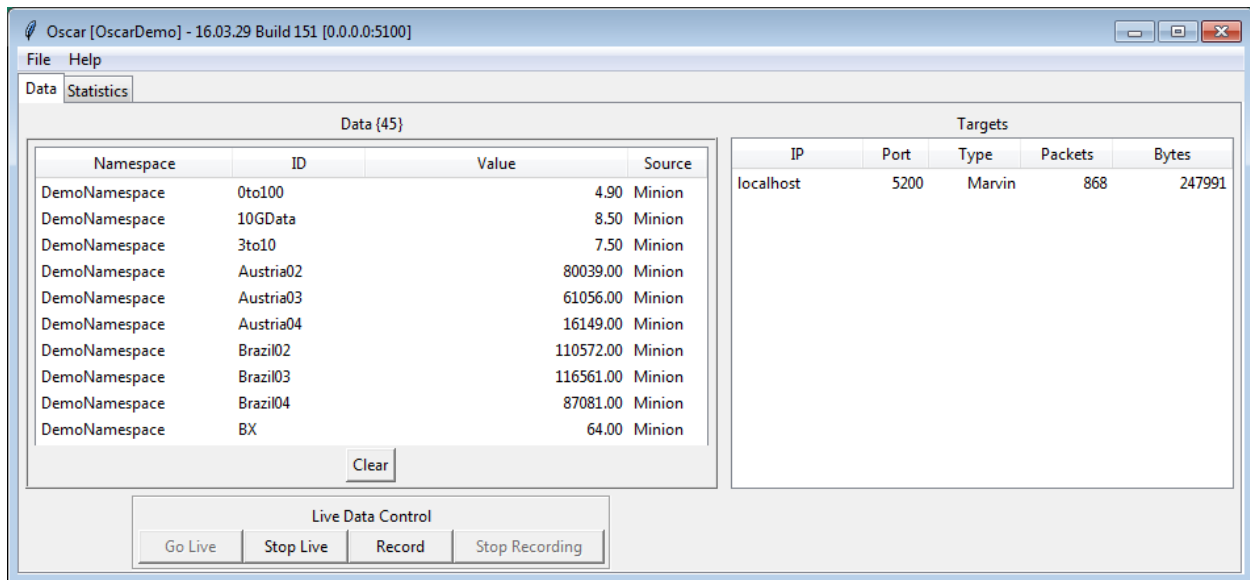 Oscar [OscarDemo] - 16.03.29 Build 151 [0.0.0.0:5100]
File Help
Data Statistics
Data {45}
Namespace ID Value Source
DemoNamespace 0to100 4.90 Minion
DemoNamespace 10GData 8.50 Minion
DemoNamespace 3to10 7.50 Minion
DemoNamespace Austria02 80039.00 Minion
DemoNamespace Austria03 61056.00 Minion
DemoNamespace Austria04 16149.00 Minion
DemoNamespace Brazil02 110572.00 Minion
DemoNamespace Brazil03 116561.00 Minion
DemoNamespace Brazil04 87081.00 Minion
DemoNamespace BX 64.00 Minion
Clear
Targets
IP Port Type Packets Bytes
localhost 5200 Marvin 868 247991
Live Data Control
Go Live Stop Live Record Stop Recording